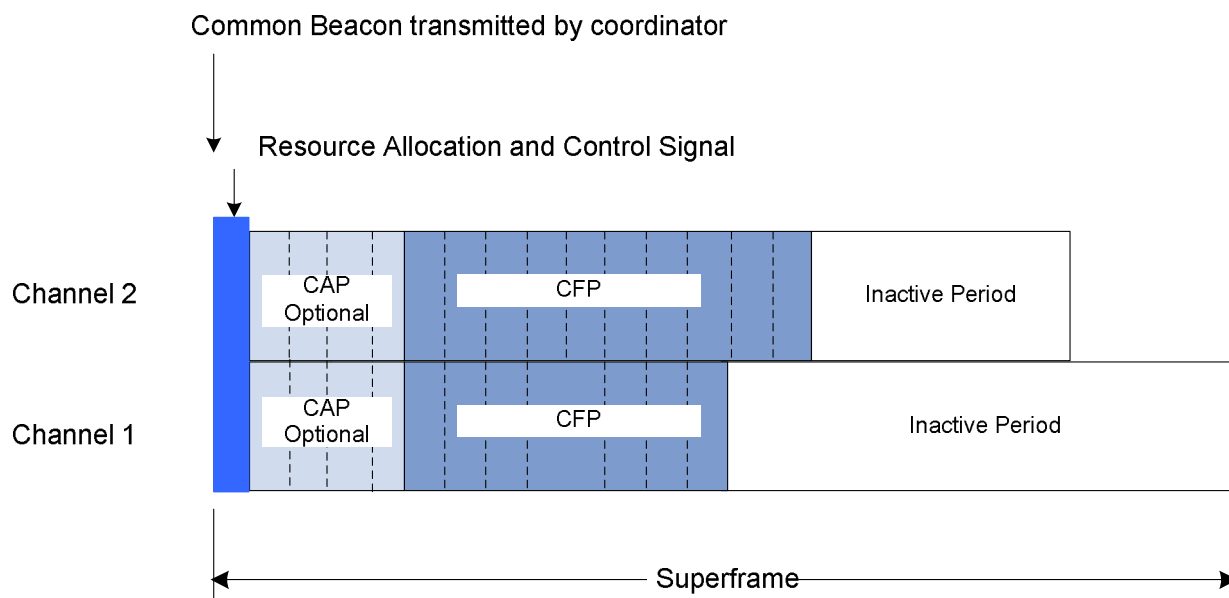 Common Beacon transmitted by coordinator
Resource Allocation and Control Signal
Channel 2
CAP
Optional
CFP
Inactive Period
Channel 1
CAP
Optional
CFP
Inactive Period
Superframe